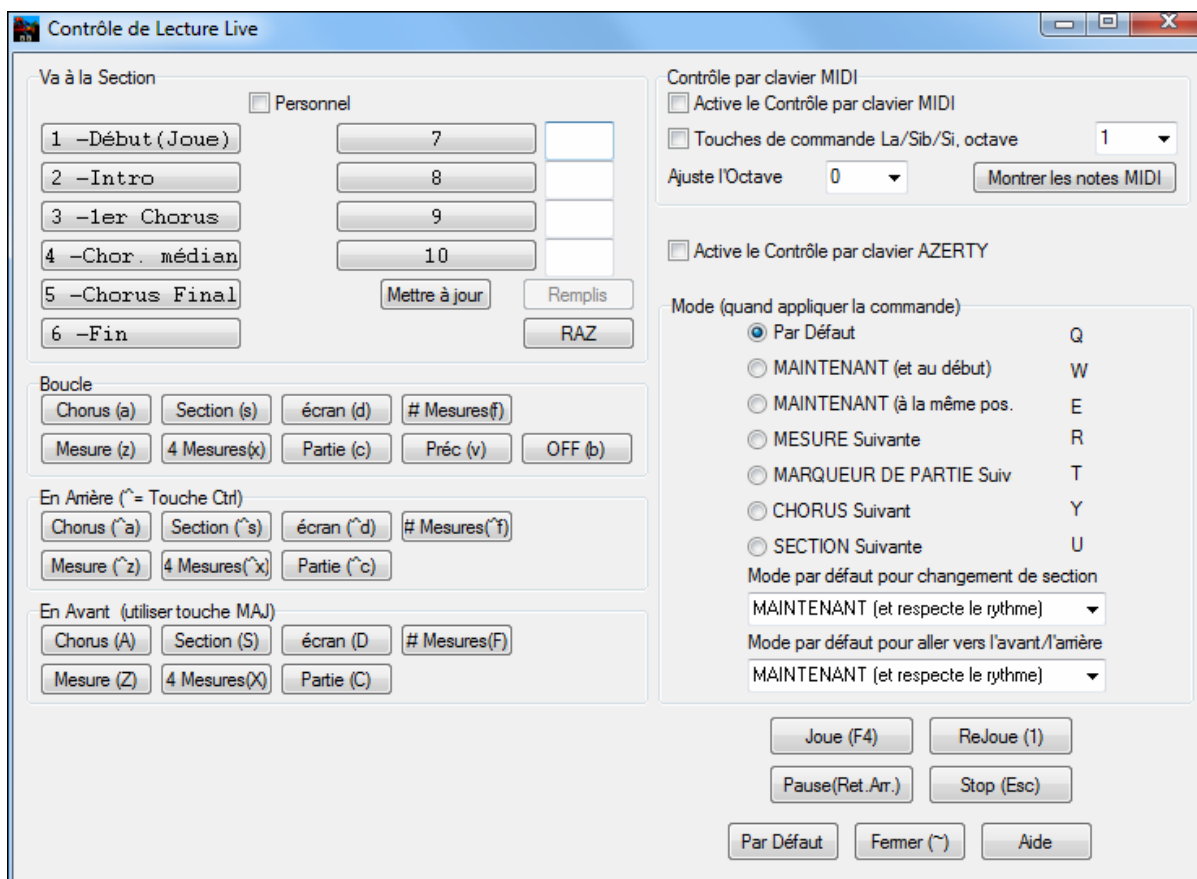 Contrôle de Lecture Live
Va à la Section
Personnel
1 -Début(Joue) 7
2 -Intro 8
3 -1er Chorus 9
4 -Chor. médian 10
5 -Chorus Final Mettre à jour Remplis
6 -Fin RAZ
Boucle
Chorus (a) Section (s) écran (d) # Mesures(f)
Mesure (z) 4 Mesures(x) Partie (c) Préc (v) OFF (b)
En Arrière (^= Touche Ctrl)
Chorus (^a) Section (^s) écran (^d) # Mesures(^f)
Mesure (^z) 4 Mesures(^x) Partie (^c)
En Avant (utiliser touche MAJ)
Chorus (A) Section (S) écran (D # Mesures(F)
Mesure (Z) 4 Mesures(X) Partie (C)
Contrôle par clavier MIDI
Active le Contrôle par clavier MIDI
Touches de commande La/Sib/Si, octave 1
Ajuste l'Octave 0 Montrer les notes MIDI
Active le Contrôle par clavier AZERTY
Mode (quand appliquer la commande)
Par Défaut Q
MAINTENANT (et au début) W
MAINTENANT (à la même pos. E
MESURE Suivante R
MARQUEUR DE PARTIE Suiv T
CHORUS Suivant Y
SECTION Suivante U
Mode par défaut pour changement de section
MAINTENANT (et respecte le rythme)
Mode par défaut pour aller vers l'avant/l'arrière
MAINTENANT (et respecte le rythme)
Joue (F4) ReJoue (1)
Pause(Ret.Arr.) Stop (Esc)
Par Défaut Fermer (~) Aide